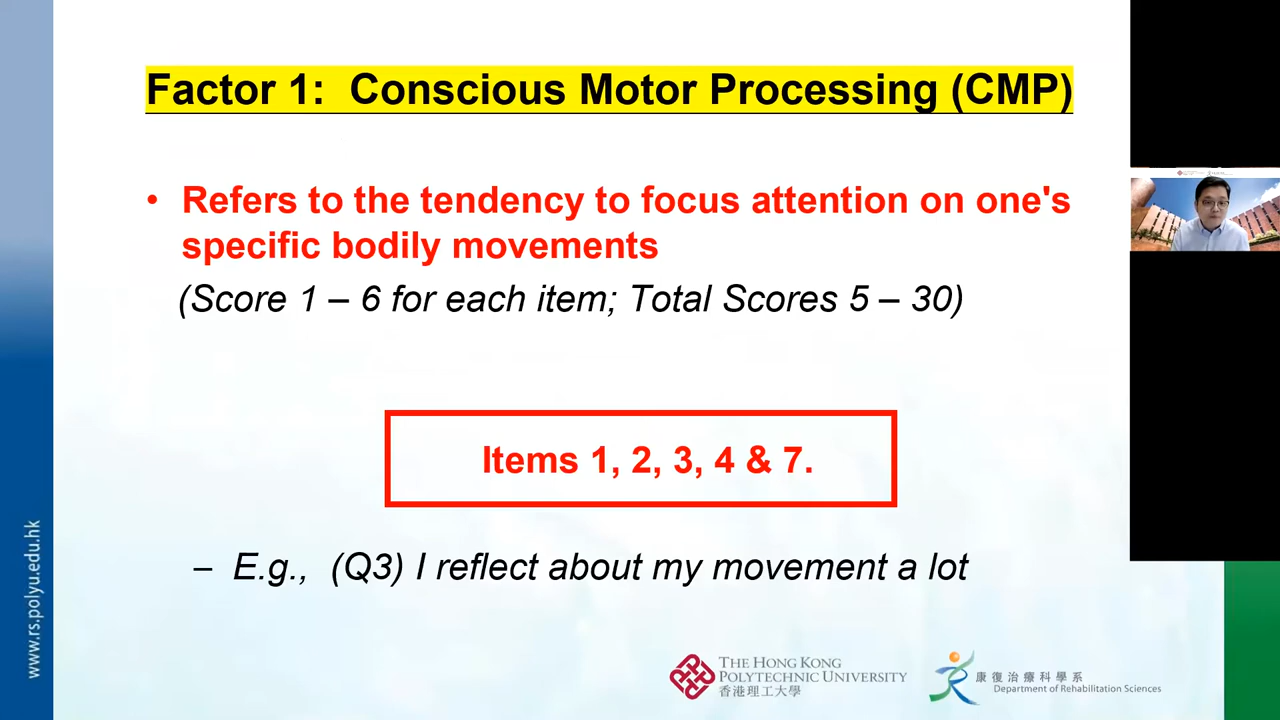 Factor 1: Conscious Motor Processing (CMP)
• Refers to the tendency to focus attention on one's
specific bodily movements
(Score 1 – 6 for each item; Total Scores 5 – 30)
Items 1, 2, 3, 4 & 7.
– E.g., (Q3) I reflect about my movement a lot
www.rs.polyu.edu.hk
THE HONG KONG
POLYTECHNIC UNIVERSITY
香港理工大學
康復治療科學系
Department of Rehabilitation Sciences